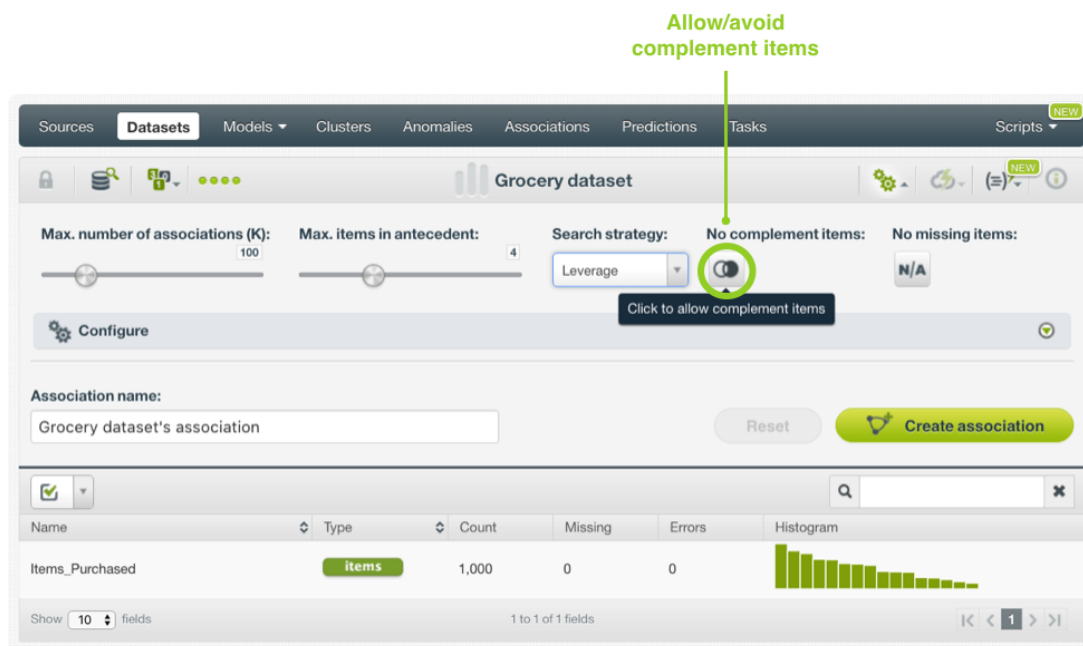 Allow/avoid
complement items
Sources Datasets Models Clusters Anomalies Associations Predictions Tasks Scripts NEW
Grocery dataset (=) NEW
Max. number of associations (K): Max. items in antecedent: Search strategy: No complement items: No missing items:
100 4
Leverage N/A
Click to allow complement items
Configure
Association name:
Grocery dataset's association Reset Create association
Name Type Count Missing Errors Histogram
Items_Purchased items 1,000 0 0
Show 10 fields 1 to 1 of 1 fields 1